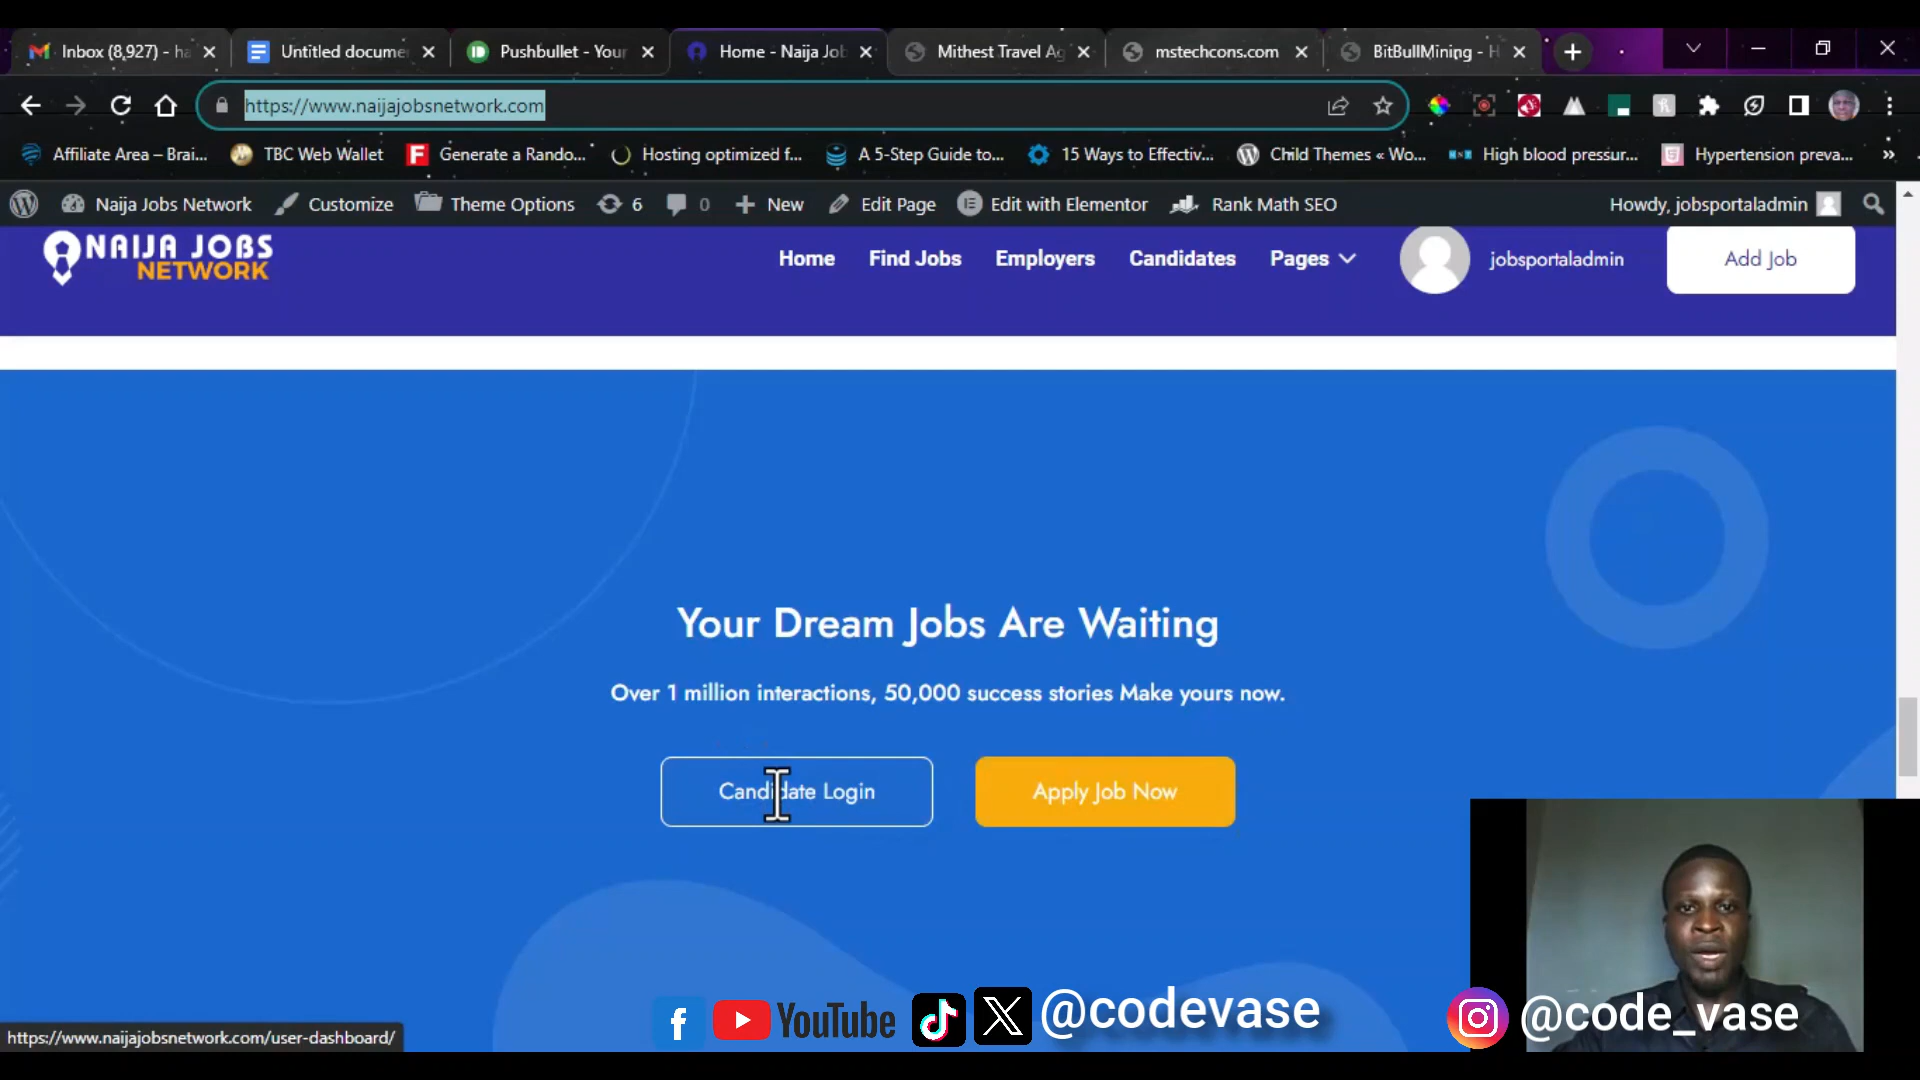 Inbox (8,927) - ha
Untitled docume
Pushbullet - Your
Home - Naija Job
Mithest Travel Ag
mstechcons.com
BitBullMining - H
https://www.naijajobsnetwork.com
Affiliate Area – Brai...
TBC Web Wallet
Generate a Rando...
Hosting optimized f...
A 5-Step Guide to...
15 Ways to Effectiv...
Child Themes « Wo...
High blood pressur...
Hypertension preva...
Naija Jobs Network
Customize
Theme Options
6
0
New
Edit Page
Edit with Elementor
Rank Math SEO
Howdy, jobsportaladmin
NAIJA JOBS
NETWORK
Home
Find Jobs
Employers
Candidates
Pages
jobsportaladmin
Add Job
Your Dream Jobs Are Waiting
Over 1 million interactions, 50,000 success stories Make yours now.
Candidate Login
Apply Job Now
YouTube
@codevase
@code_vase
https://www.naijajobsnetwork.com/user-dashboard/